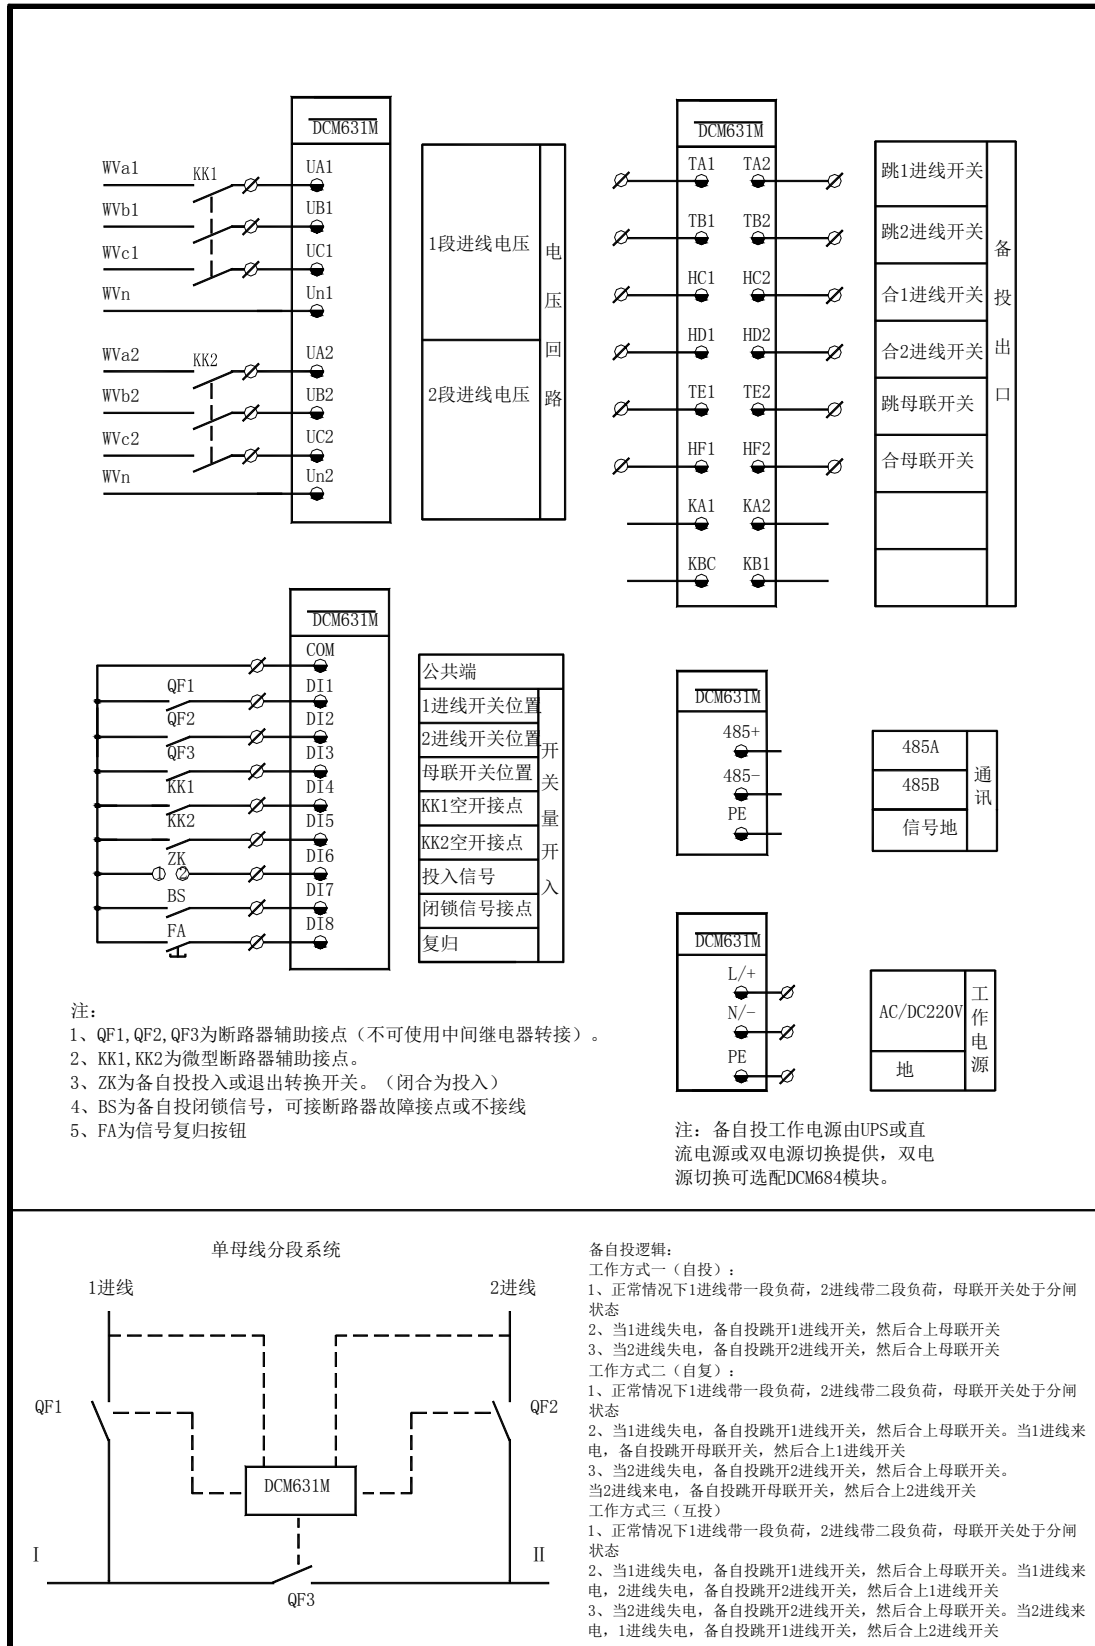 DCM631M
WVa1
KK1
UA1
WVb1
UB1
WVc1
UC1
WVn
Un1
WVa2
KK2
UA2
WVb2
UB2
WVc2
UC2
WVn
Un2
1段进线电压
2段进线电压
电压回路
DCM631M
TA1 TA2
TB1 TB2
HC1 HC2
HD1 HD2
TE1 TE2
HF1 HF2
KA1 KA2
KBC KB1
跳1进线开关
跳2进线开关
合1进线开关
合2进线开关
跳母联开关
合母联开关
备投出口
DCM631M
COM
QF1 DI1
QF2 DI2
QF3 DI3
KK1 DI4
KK2 DI5
ZK DI6
1 2
BS DI7
FA DI8
公共端
1进线开关位置
2进线开关位置
母联开关位置
KK1空开接点
KK2空开接点
投入信号
闭锁信号接点
复归
开关量开入
DCM631M
485+
485-
PE
485A
485B
信号地
通讯
DCM631M
L/+
N/-
PE
AC/DC220V
地
工作电源
注:
1、QF1,QF2,QF3为断路器辅助接点（不可使用中间继电器转接）。
2、KK1,KK2为微型断路器辅助接点。
3、ZK为备自投投入或退出转换开关。（闭合为投入）
4、BS为备自投闭锁信号，可接断路器故障接点或不接线
5、FA为信号复归按钮
注：备自投工作电源由UPS或直
流电源或双电源切换提供，双电
源切换可选配DCM684模块。
单母线分段系统
1进线
2进线
QF1
QF2
DCM631M
I
II
QF3
备自投逻辑:
工作方式一（自投）:
1、正常情况下1进线带一段负荷，2进线带二段负荷，母联开关处于分闸
状态
2、当1进线失电，备自投跳开1进线开关，然后合上母联开关
3、当2进线失电，备自投跳开2进线开关，然后合上母联开关
工作方式二（自复）:
1、正常情况下1进线带一段负荷，2进线带二段负荷，母联开关处于分闸
状态
2、当1进线失电，备自投跳开1进线开关，然后合上母联开关。当1进线来
电，备自投跳开母联开关，然后合上1进线开关
3、当2进线失电，备自投跳开2进线开关，然后合上母联开关。
当2进线来电，备自投跳开母联开关，然后合上2进线开关
工作方式三（互投）
1、正常情况下1进线带一段负荷，2进线带二段负荷，母联开关处于分闸
状态
2、当1进线失电，备自投跳开1进线开关，然后合上母联开关。当1进线来
电，2进线失电，备自投跳开2进线开关，然后合上1进线开关
3、当2进线失电，备自投跳开2进线开关，然后合上母联开关。当2进线来
电，1进线失电，备自投跳开1进线开关，然后合上2进线开关